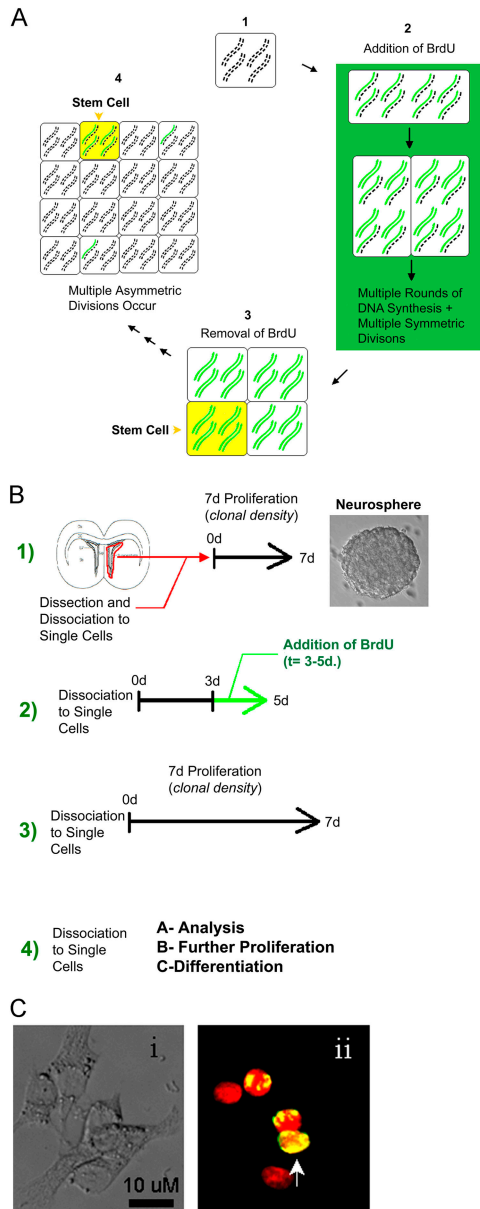 A
1
2
Addition of BrdU
4
Stem Cell
Multiple Rounds of
DNA Synthesis +
Multiple Symmetric
Divisons
Multiple Asymmetric
Divisions Occur
3
Removal of BrdU
Stem Cell
B
7d Proliferation
(clonal density)
Neurosphere
1)
0d
7d
Dissection and
Dissociation to
Single Cells
Addition of BrdU
(t= 3-5d.)
2)
Dissociation
to Single
Cells
0d
3d
5d
7d Proliferation
(clonal density)
3)
Dissociation
to Single
Cells
0d
7d
4)
Dissociation
to Single
Cells
A- Analysis
B- Further Proliferation
C-Differentiation
C
i
10 uM
ii